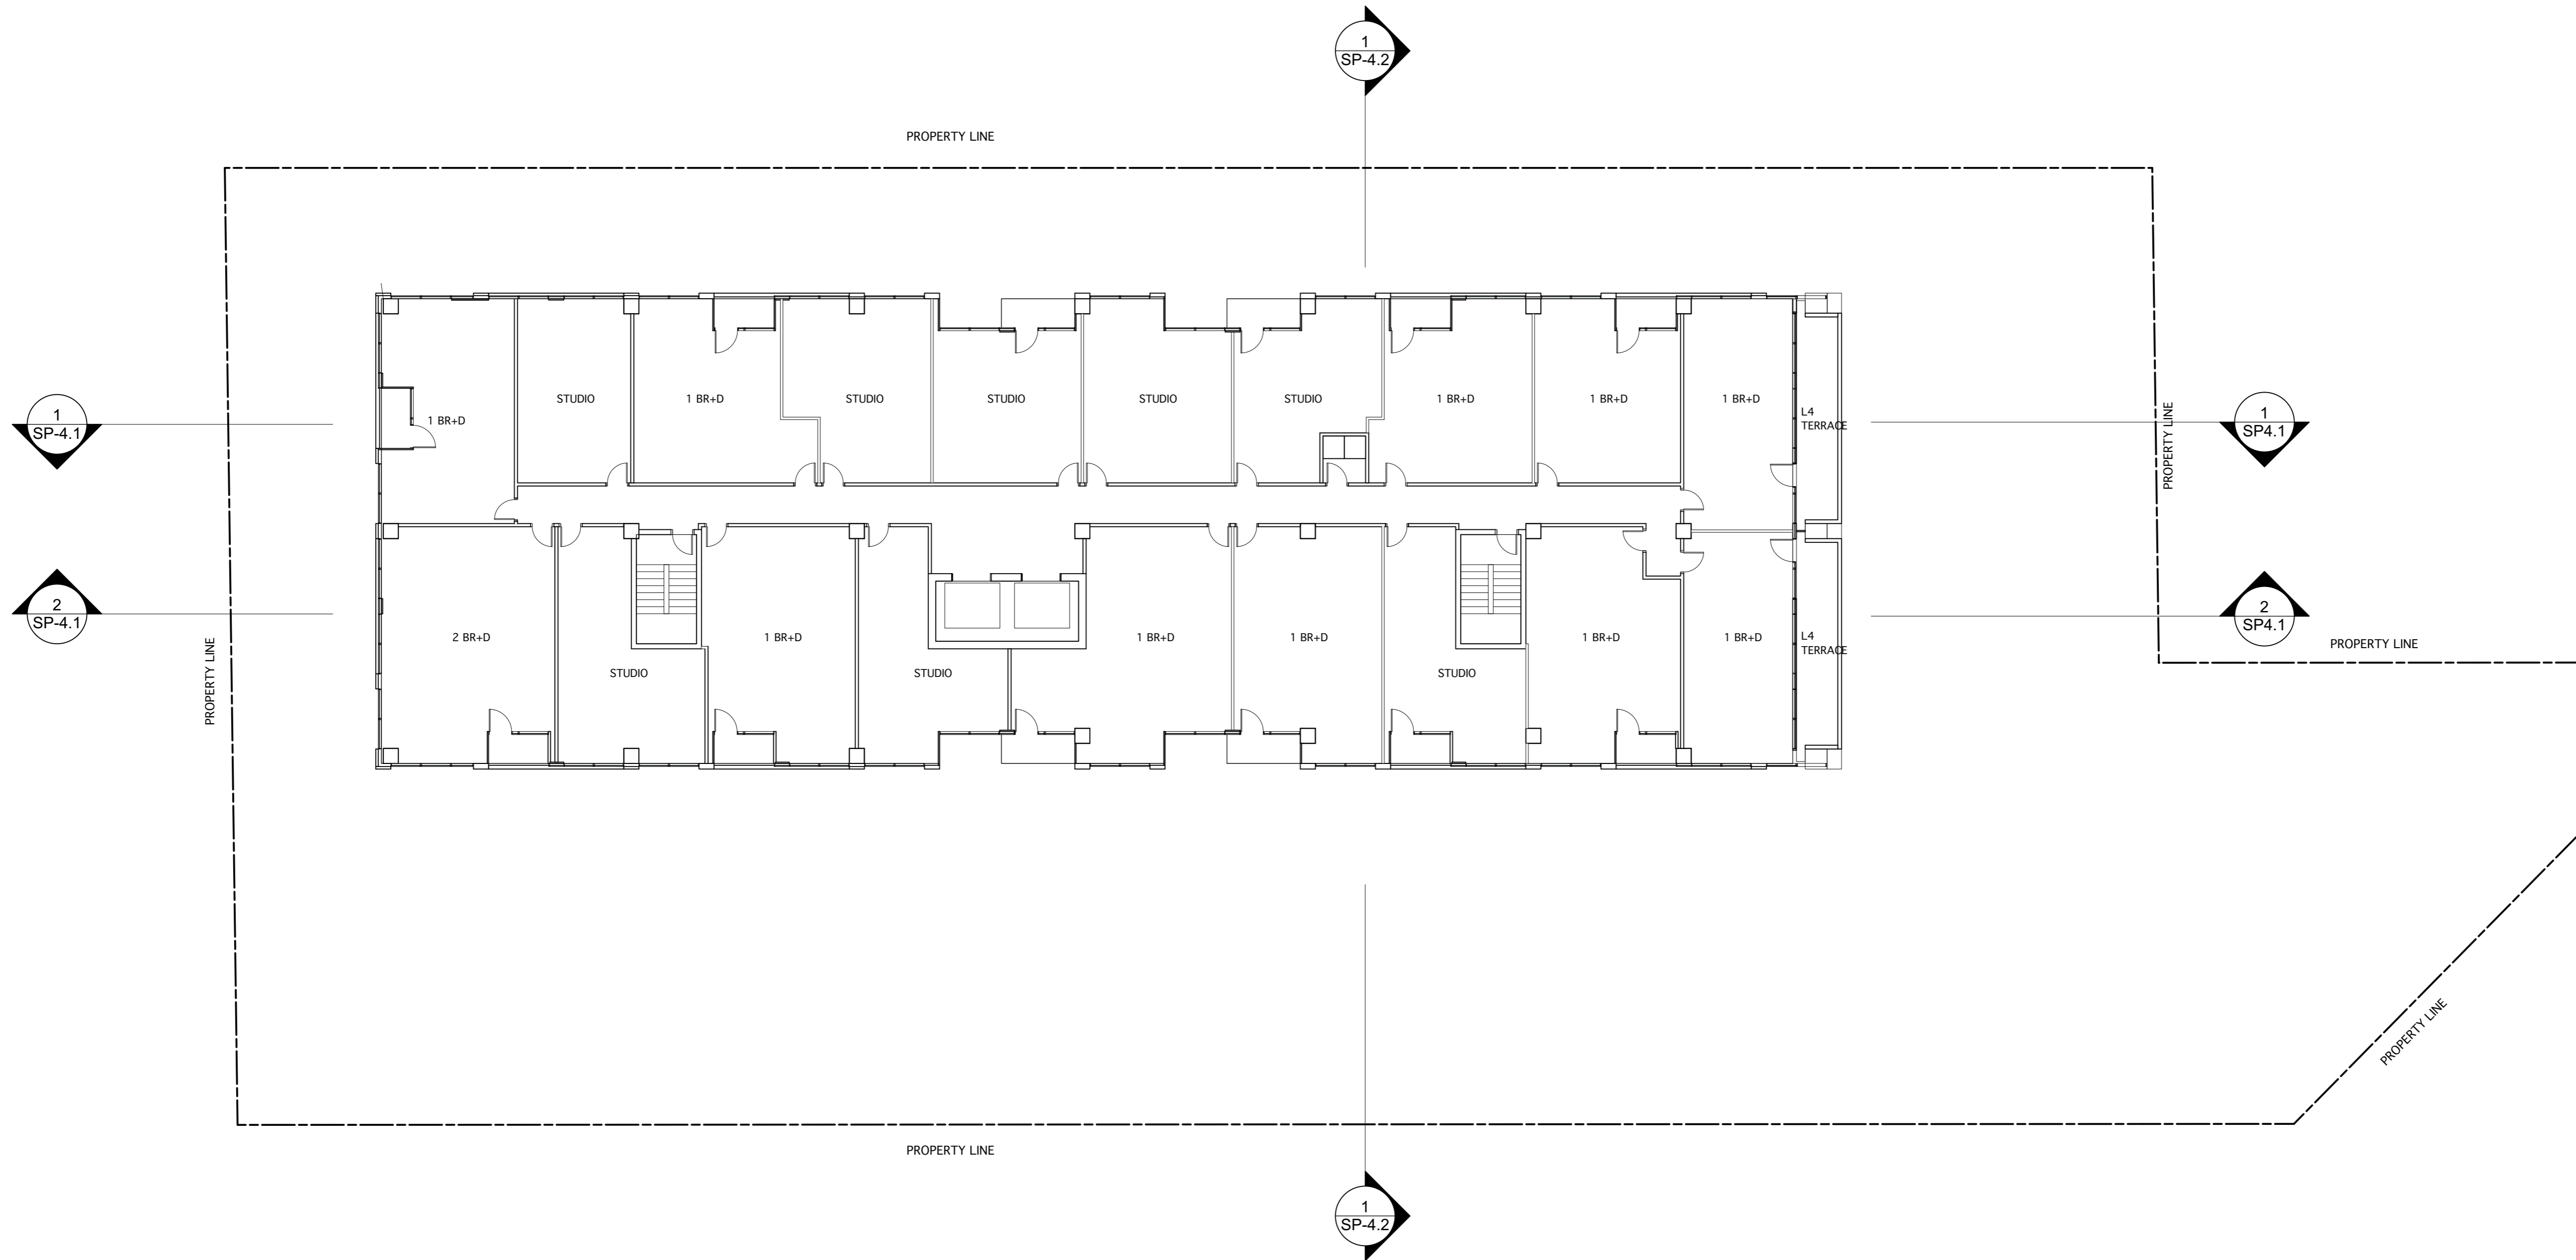 1
SP-4.2
PROPERTY LINE
1 BR+D
STUDIO
1 BR+D
STUDIO
STUDIO
STUDIO
STUDIO
1 BR+D
1 BR+D
1 BR+D
L4
TERRACE
PROPERTY LINE
1
SP-4.1
1
SP4.1
2
SP-4.1
2 BR+D
STUDIO
1 BR+D
STUDIO
1 BR+D
1 BR+D
STUDIO
1 BR+D
1 BR+D
L4
TERRACE
2
SP4.1
PROPERTY LINE
PROPERTY LINE
PROPERTY LINE
PROPERTY LINE
1
SP-4.2